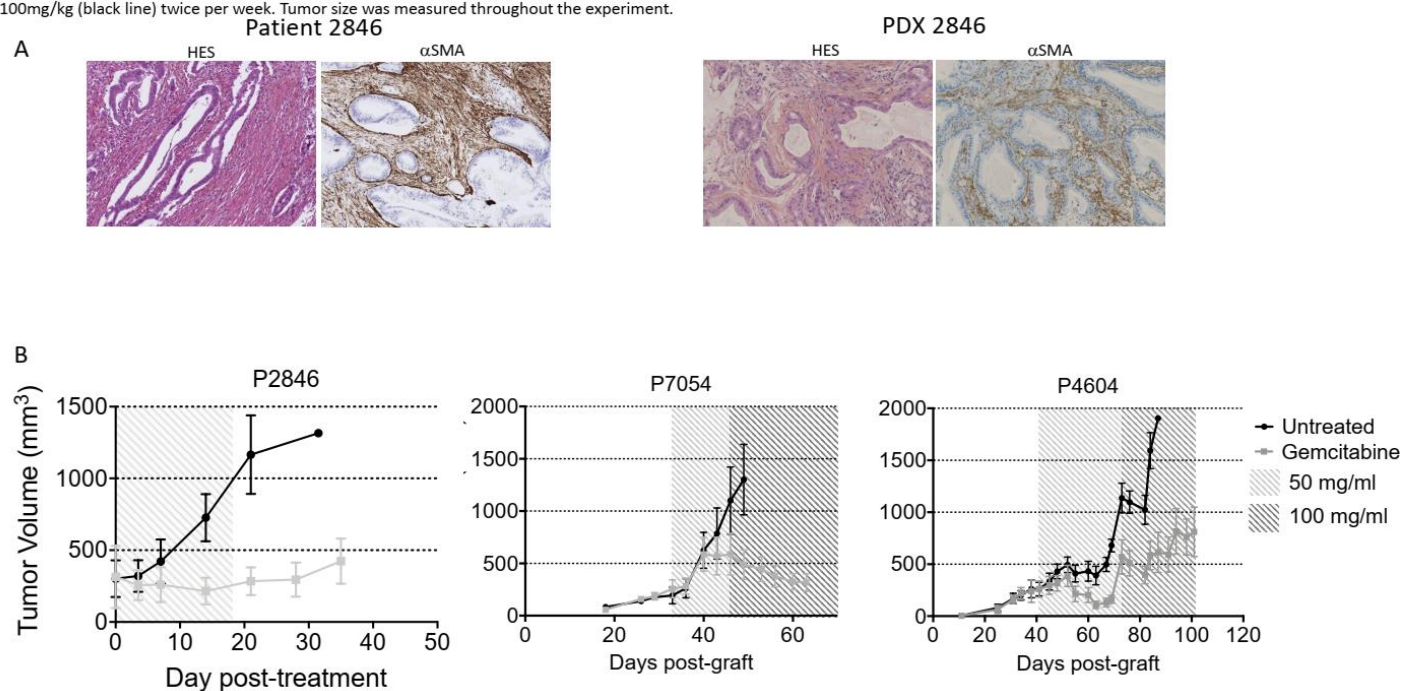 100mg/kg (black line) twice per week. Tumor size was measured throughout the experiment.
Patient 2846
PDX 2846
A
HES
αSMA
HES
αSMA
B
P2846
P7054
P4604
Tumor Volume (mm³)
1500
1000
500
0
0 10 20 30 40 50
Day post-treatment
2000
1500
1000
500
0
0 20 40 60
Days post-graft
2000
1500
1000
500
0
0 20 40 60 80 100 120
Days post-graft
Untreated
Gemcitabine
50 mg/ml
100 mg/ml